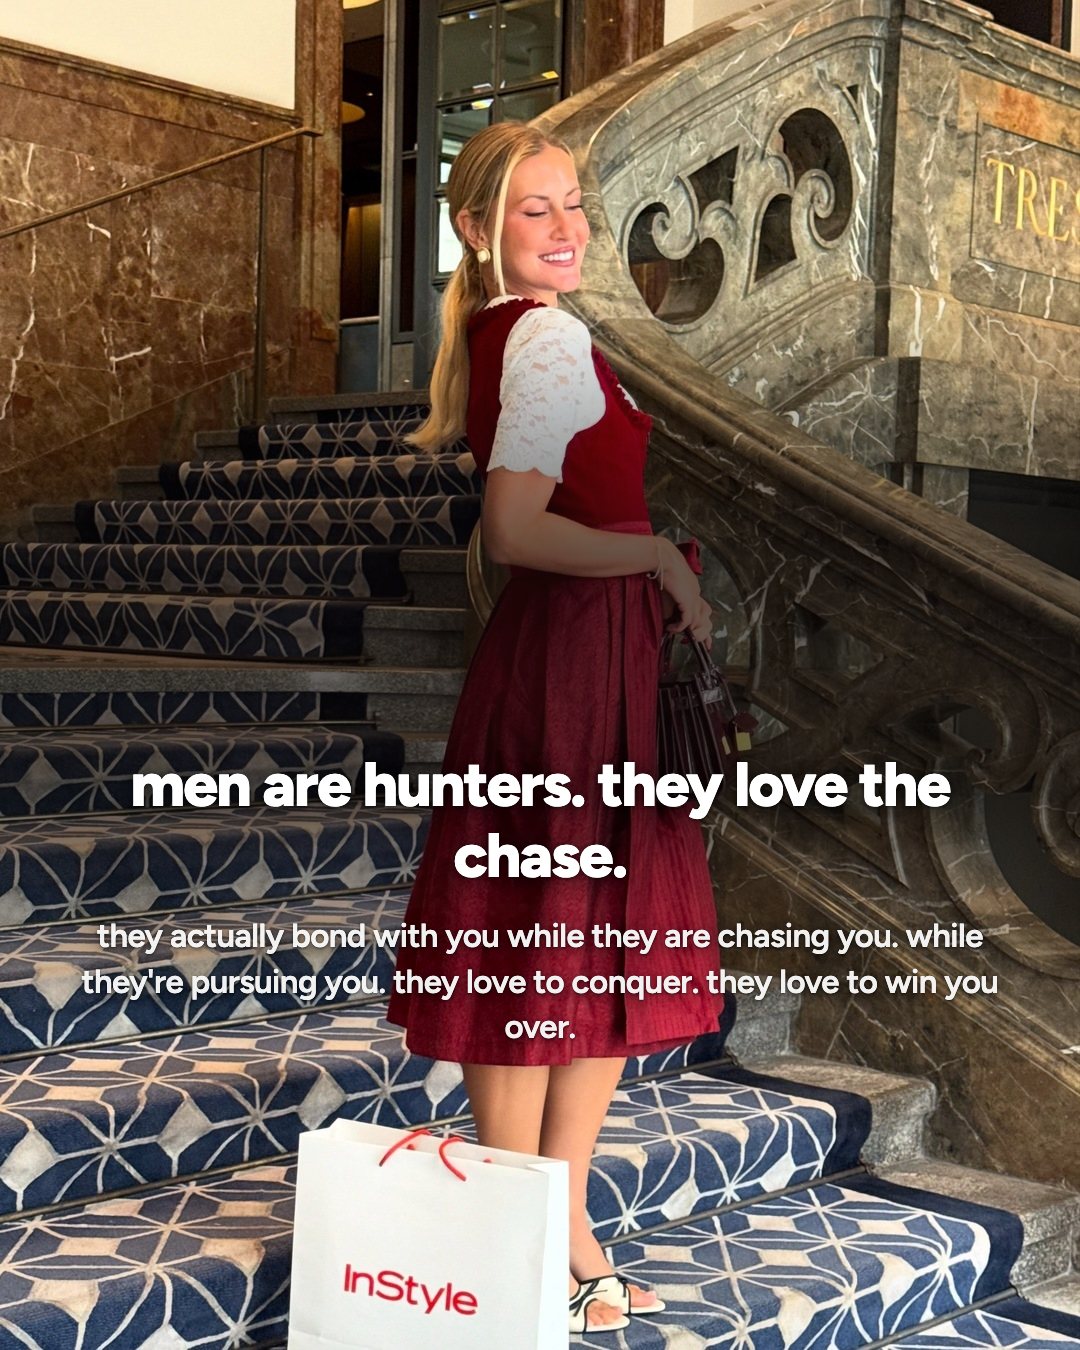 TRES
men are hunters. they love the
chase.
they actually bond with you while they are chasing you. while
they're pursuing you. they love to conquer. they love to win you
over.
InStyle